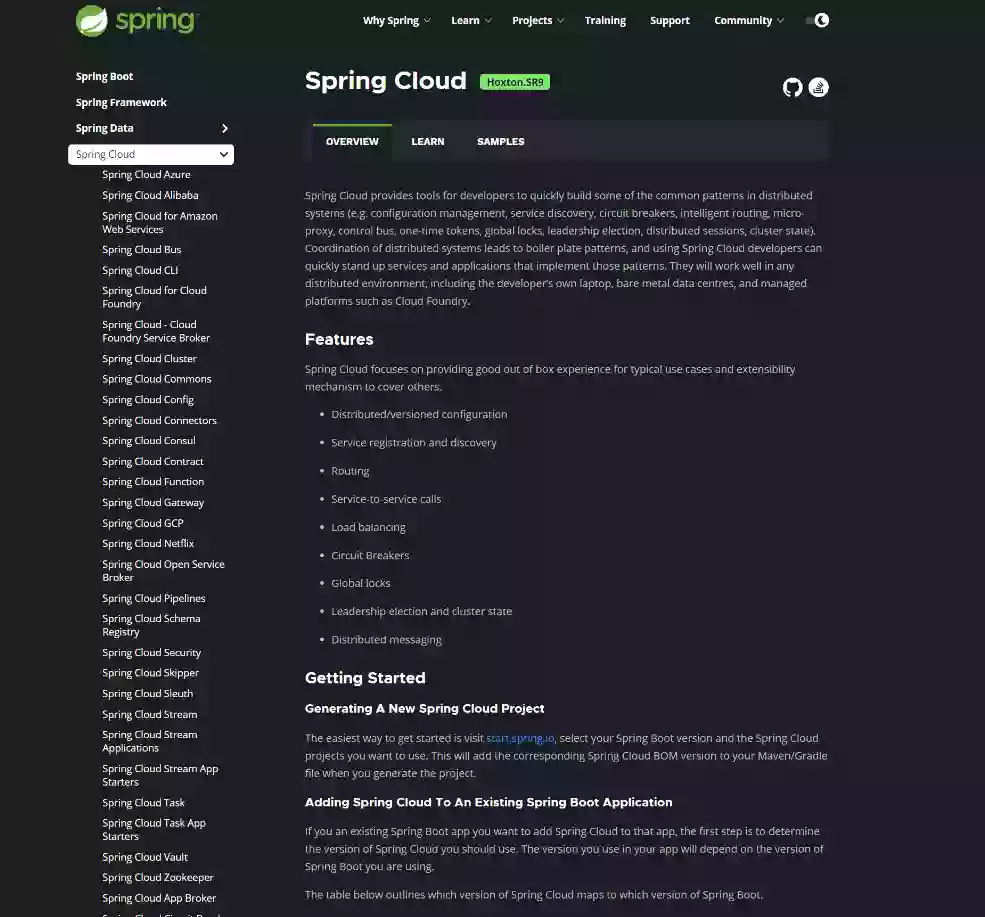 spring
Why Spring
Learn
Projects
Training
Support
Community
Spring Boot
Spring Framework
Spring Data
Spring Cloud
Spring Cloud Azure
Spring Cloud Alibaba
Spring Cloud for Amazon
Web Services
Spring Cloud Bus
Spring Cloud CLI
Spring Cloud for Cloud
Foundry
Spring Cloud - Cloud
Foundry Service Broker
Spring Cloud Cluster
Spring Cloud Commons
Spring Cloud Config
Spring Cloud Connectors
Spring Cloud Consul
Spring Cloud Contract
Spring Cloud Function
Spring Cloud Gateway
Spring Cloud GCP
Spring Cloud Netflix
Spring Cloud Open Service
Broker
Spring Cloud Pipelines
Spring Cloud Schema
Registry
Spring Cloud Security
Spring Cloud Skipper
Spring Cloud Sleuth
Spring Cloud Stream
Spring Cloud Stream
Applications
Spring Cloud Stream App
Starters
Spring Cloud Task
Spring Cloud Task App
Starters
Spring Cloud Vault
Spring Cloud Zookeeper
Spring Cloud App Broker
Spring Cloud
Hoxton.SR9
OVERVIEW
LEARN
SAMPLES
Spring Cloud provides tools for developers to quickly build some of the common patterns in distributed
systems (e.g. configuration management, service discovery, circuit breakers, intelligent routing, micro-
proxy, control bus, one-time tokens, global locks, leadership election, distributed sessions, cluster state).
Coordination of distributed systems leads to boiler plate patterns, and using Spring Cloud developers can
quickly stand up services and applications that implement those patterns. They will work well in any
distributed environment, including the developer's own laptop, bare metal data centres, and managed
platforms such as Cloud Foundry.
Features
Spring Cloud focuses on providing good out of box experience for typical use cases and extensibility
mechanism to cover others.
• Distributed/versioned configuration
• Service registration and discovery
• Routing
• Service-to-service calls
• Load balancing
• Circuit Breakers
• Global locks
• Leadership election and cluster state
• Distributed messaging
Getting Started
Generating A New Spring Cloud Project
The easiest way to get started is visit start.spring.io, select your Spring Boot version and the Spring Cloud
projects you want to use. This will add the corresponding Spring Cloud BOM version to your Maven/Gradle
file when you generate the project.
Adding Spring Cloud To An Existing Spring Boot Application
If you an existing Spring Boot app you want to add Spring Cloud to that app, the first step is to determine
the version of Spring Cloud you should use. The version you use in your app will depend on the version of
Spring Boot you are using.
The table below outlines which version of Spring Cloud maps to which version of Spring Boot.